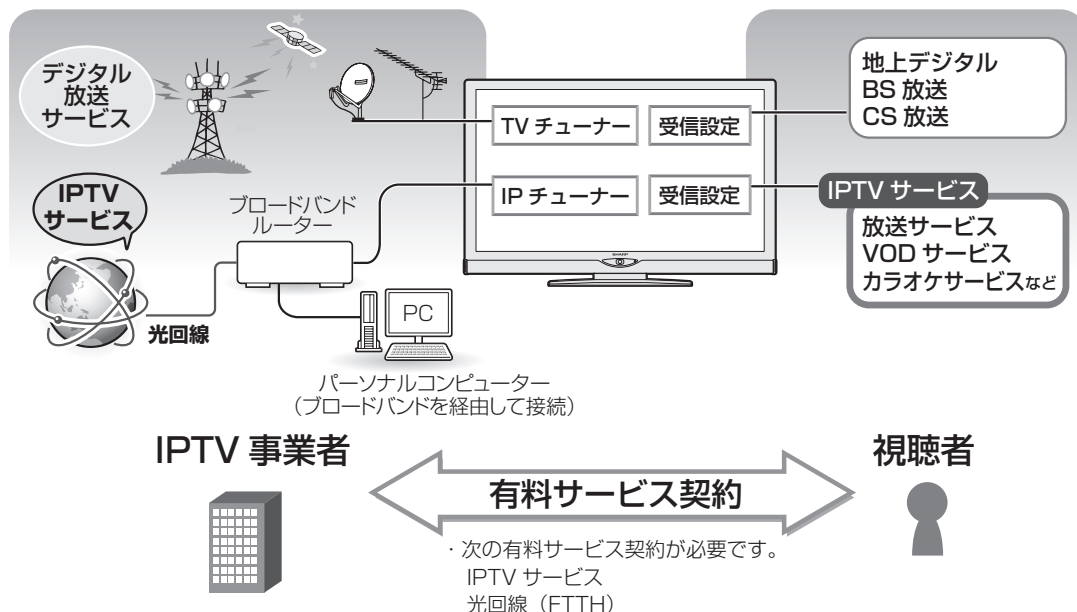 デジタル
放送
サービス
地上デジタル
BS 放送
CS 放送
TV チューナー
受信設定
IPTV
サービス
ブロードバンド
ルーター
IP チューナー
受信設定
IPTV サービス
放送サービス
VOD サービス
カラオケサービスなど
SHARP
光回線
PC
パーソナルコンピューター
（ブロードバンドを経由して接続）
IPTV 事業者
有料サービス契約
視聴者
・次の有料サービス契約が必要です。
IPTV サービス
光回線（FTTH）